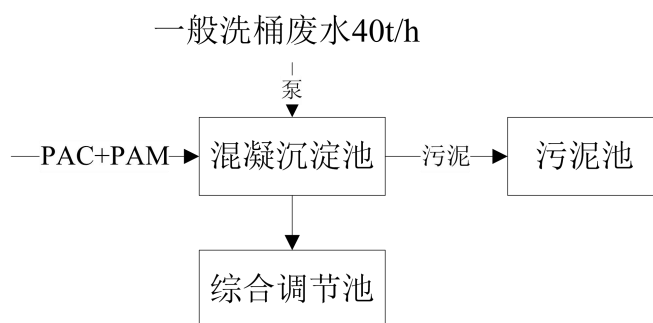 一般洗桶废水40t/h
泵
PAC+PAM
混凝沉淀池
污泥
污泥池
综合调节池